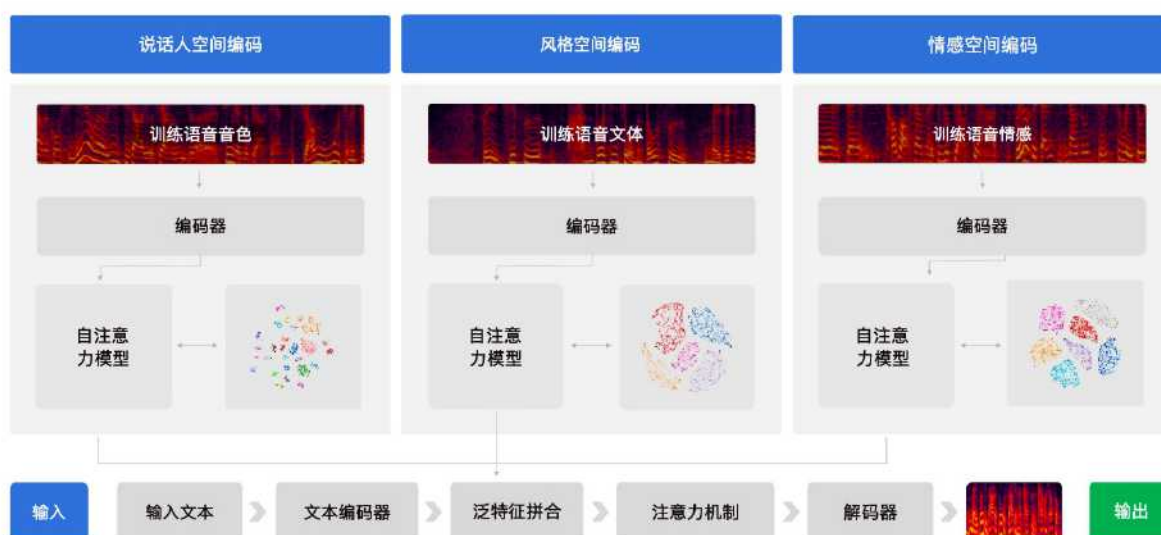 说话人空间编码
风格空间编码
情感空间编码
训练语音音色
训练语音文体
训练语音情感
编码器
编码器
编码器
自注意
力模型
自注意
力模型
自注意
力模型
输入
输入文本
文本编码器
泛特征拼合
注意力机制
解码器
输出